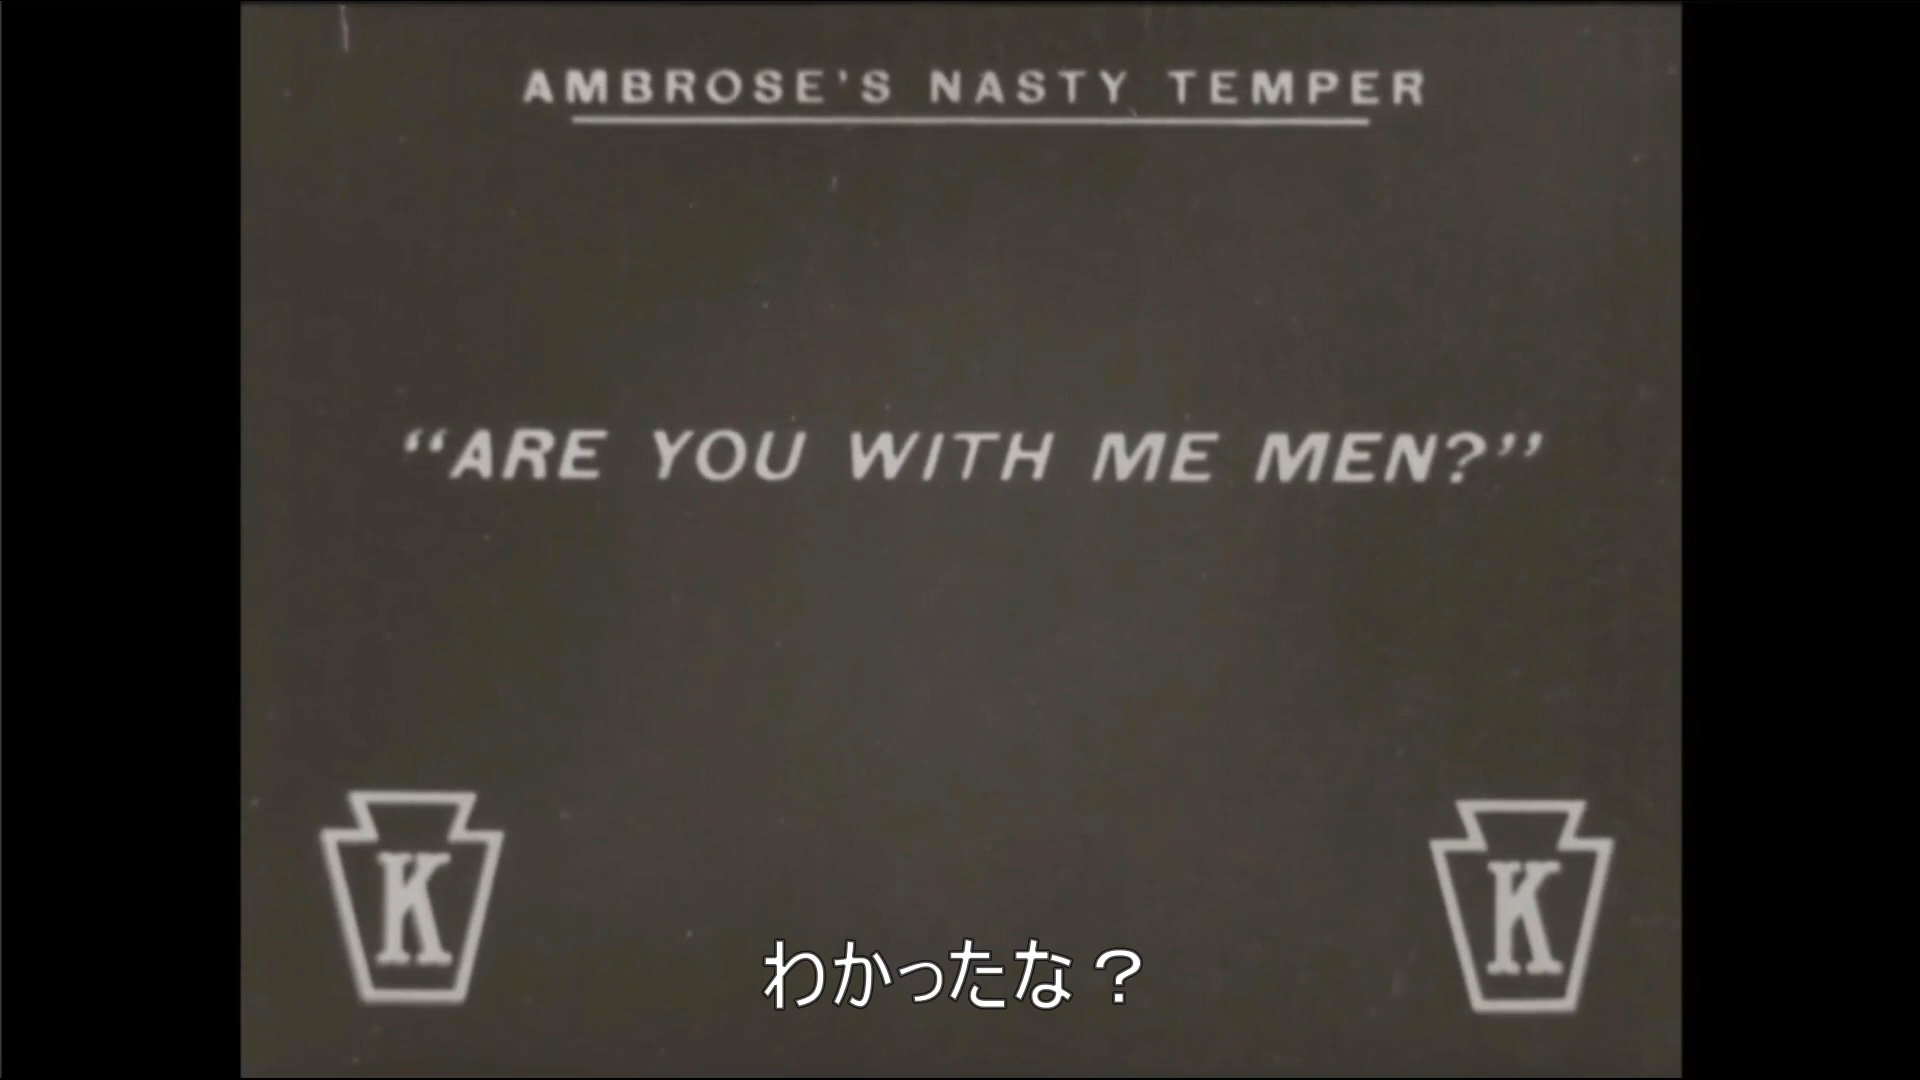 AMBROSE'S NASTY TEMPER
“ARE YOU WITH ME MEN?”
K
K
わかったな？